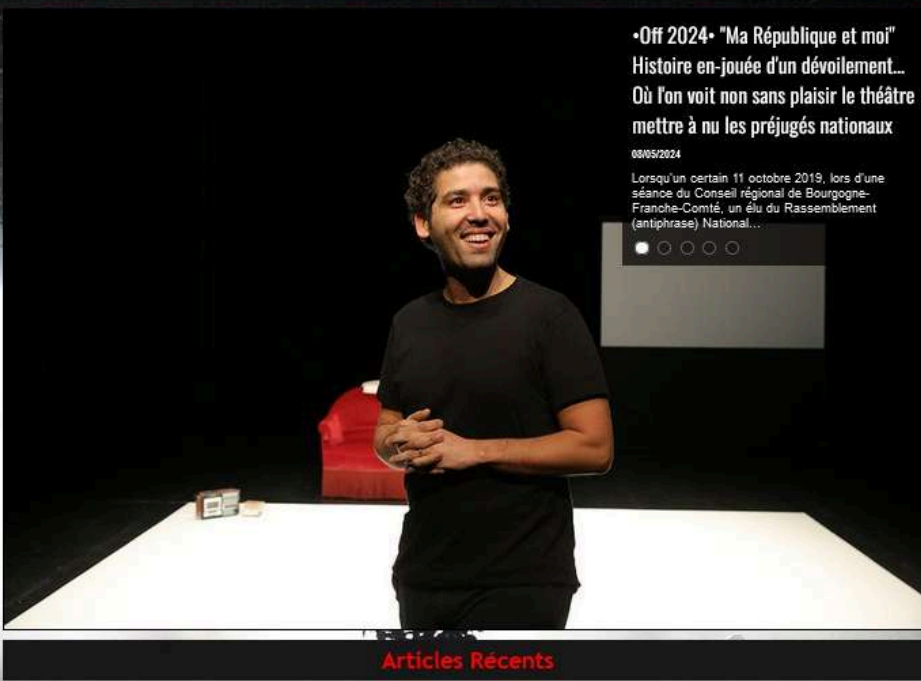 •Off 2024• "Ma République et moi"
Histoire en-jouée d'un dévoilement...
Où l'on voit non sans plaisir le théâtre
mettre à nu les préjugés nationaux
08/05/2024
Lorsqu'un certain 11 octobre 2019, lors d'une
séance du Conseil régional de Bourgogne-
Franche-Comté, un élu du Rassemblement
(antiphrase) National...
Articles Récents